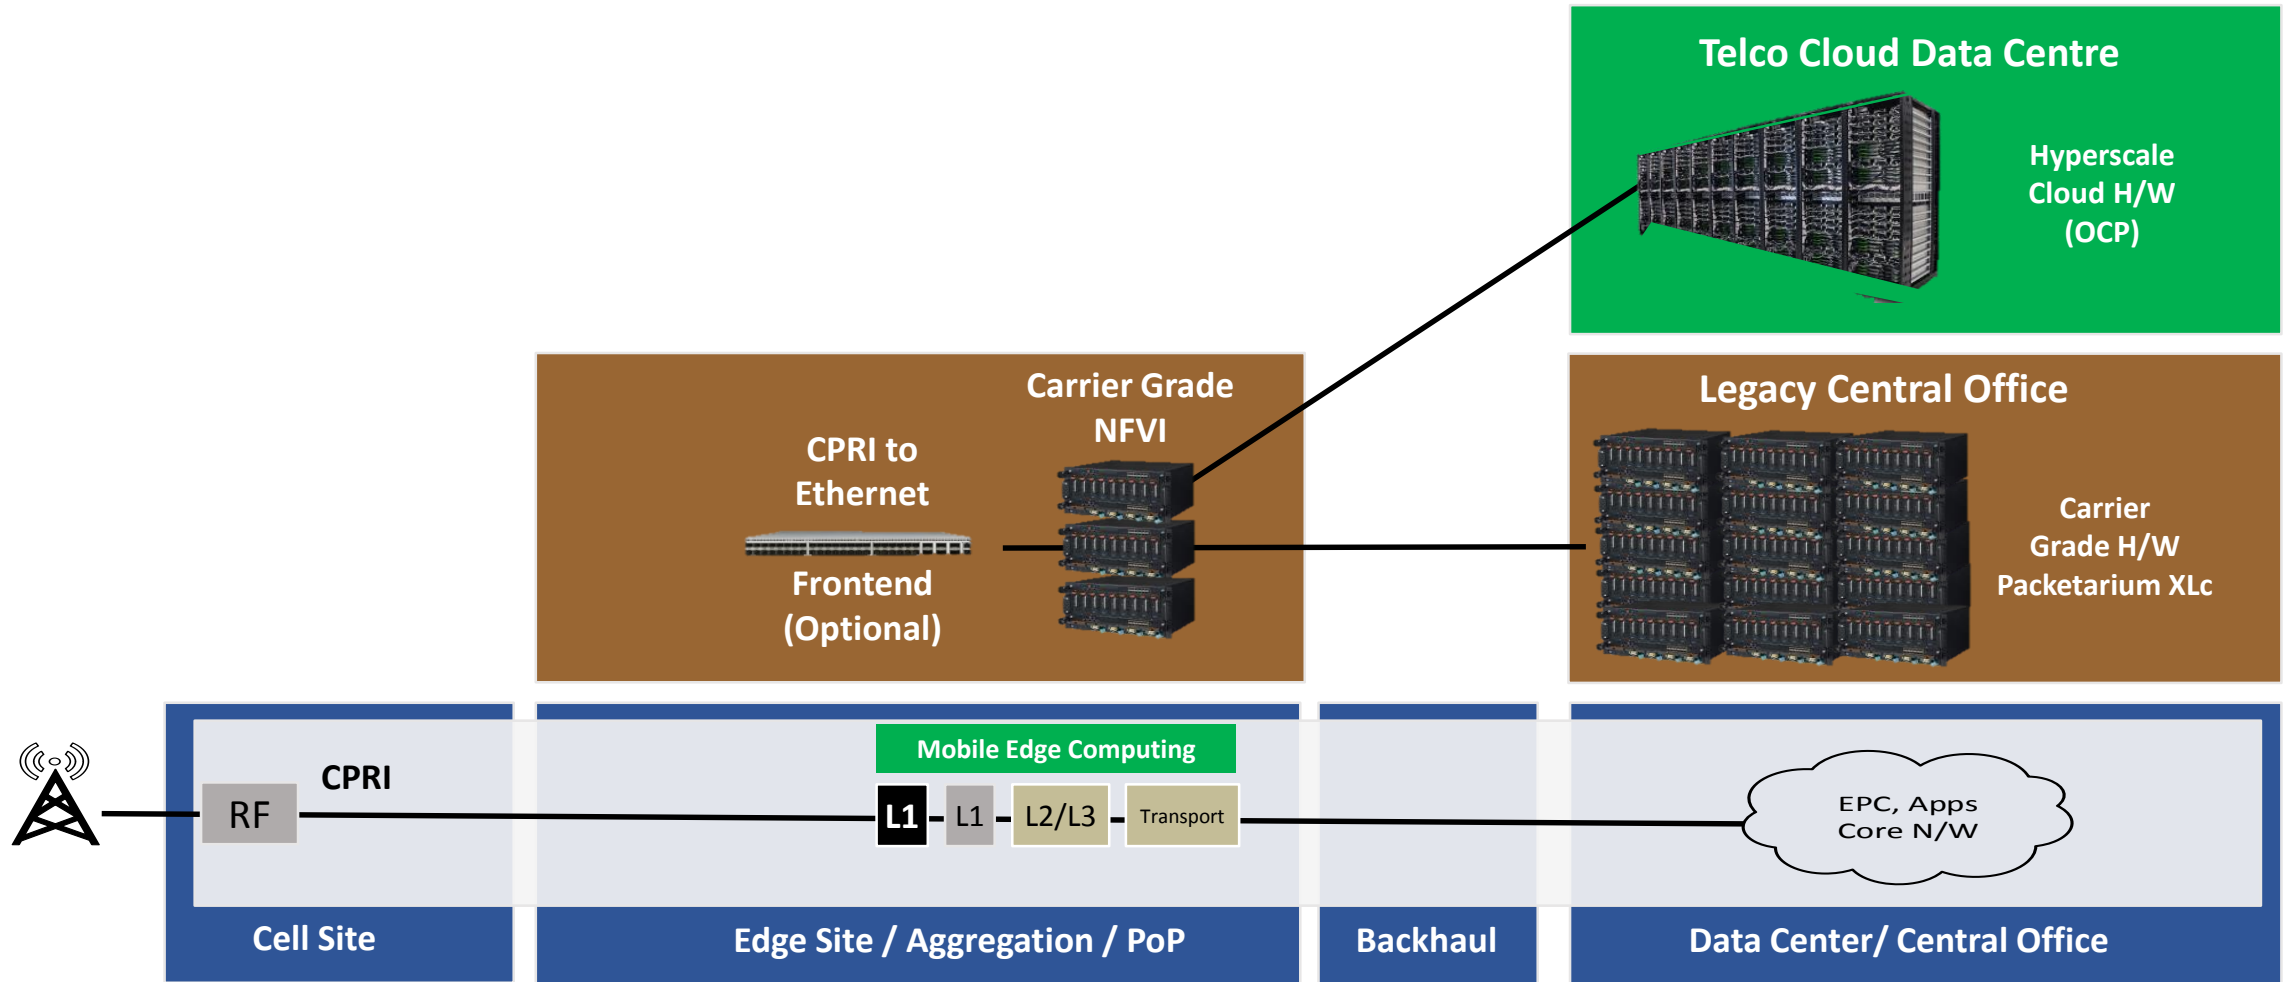 Telco Cloud Data Centre
Hyperscale
Cloud H/W
(OCP)
Carrier Grade
NFVI
CPRI to
Ethernet
Frontend
(Optional)
Legacy Central Office
Carrier
Grade H/W
Packetarium XLc
Mobile Edge Computing
CPRI
RF
L1
L1
L2/L3
Transport
EPC, Apps
Core N/W
Cell Site
Edge Site / Aggregation / PoP
Backhaul
Data Center/ Central Office